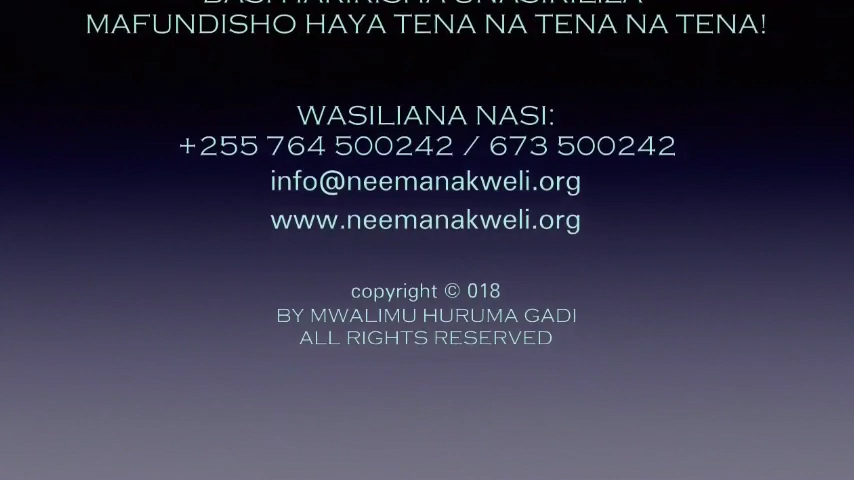 MAFUNDISHO HAYA TENA NA TENA NA TENA!
WASILIANA NASI:
+255 764 500242 / 673 500242
info@neemanakweli.org
www.neemanakweli.org
copyright © 018
BY MWALIMU HURUMA GADI
ALL RIGHTS RESERVED